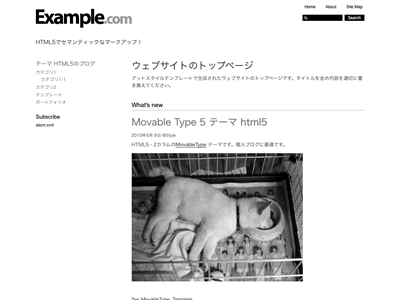 Home About Site Map
Example.com
Search
HTML5でセマンティックなマークアップ！
テーマ HTML5のブログ
カテゴリ1
カテゴリ1-1
カテゴリ2
テンプレート
ポートフォリオ
Subscribe
atom.xml
ウェブサイトのトップページ
アットスタイルテンプレートで生成されたウェブサイトのトップページです。タイトルを含め内容を適切に書
き換えてください。
What's new
Movable Type 5 テーマ html5
2010年5月 6日 @Style
HTML5・2カラムのMovableType テーマです。個人ブログに最適です。
Tag: MovableType, Template